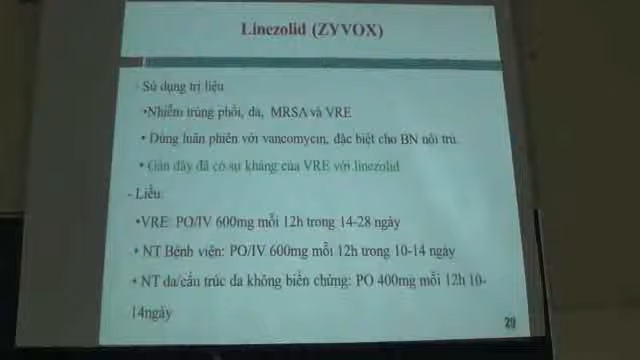 Linezolid (ZYVOX)
- Sử dụng trị liệu
•Nhiễm trùng phổi, da, MRSA và VRE
• Dùng luân phiên với vancomycin, đặc biệt cho BN nội trú.
• Gần đây đã có sự kháng của VRE với linezolid
- Liều:
•VRE: PO/IV 600mg mỗi 12h trong 14-28 ngày
• NT Bệnh viện: PO/IV 600mg mỗi 12h trong 10-14 ngày
• NT da/cấu trúc da không biến chứng: PO 400mg mỗi 12h 10-
14ngày
29